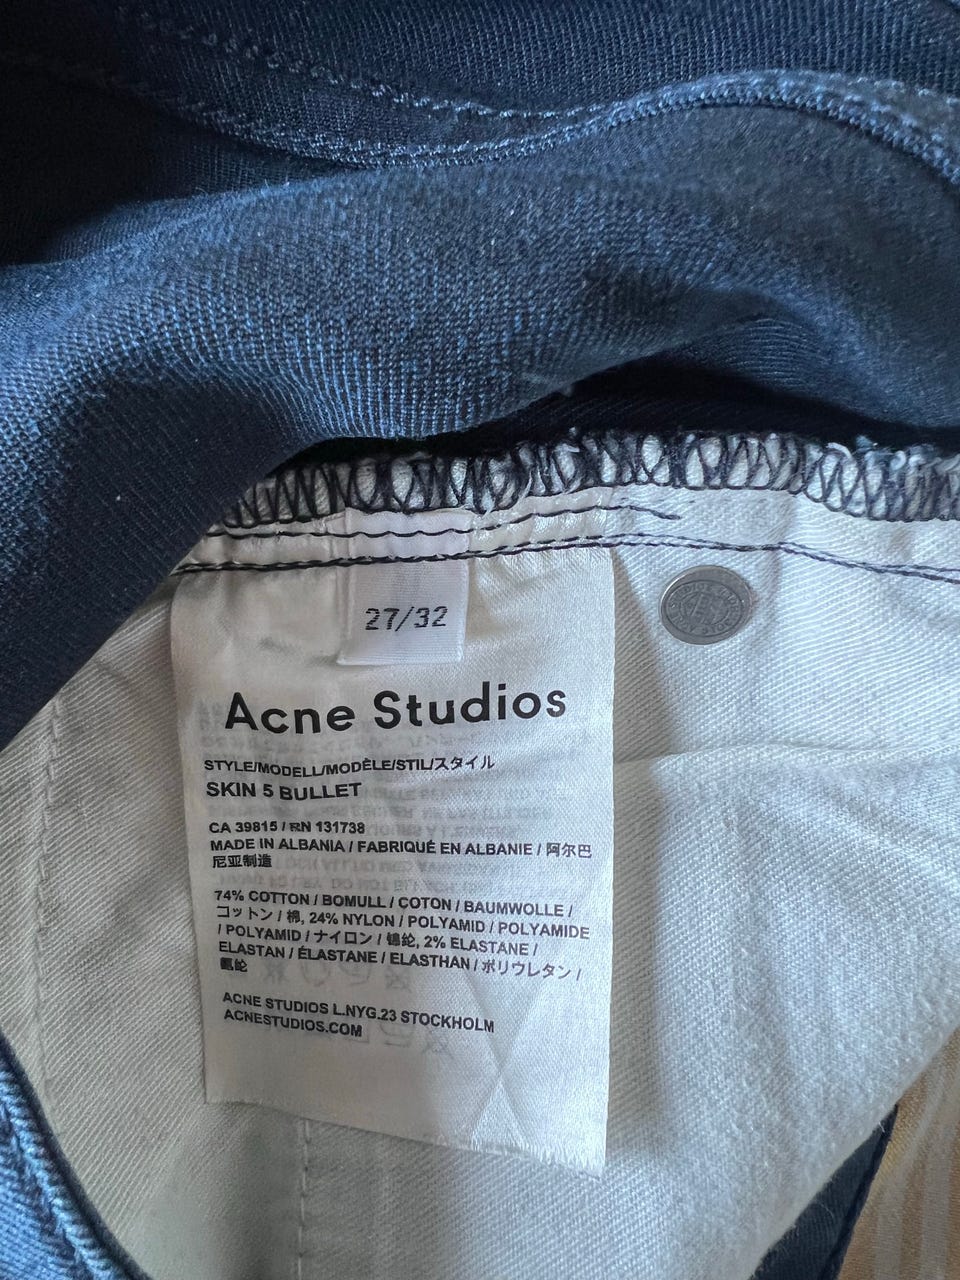 27/32
Acne Studios
STYLE/MODELL/MODÈLE/STIL/スタイル
SKIN 5 BULLET
CA 39815 / RN 131738
MADE IN ALBANIA / FABRIQUÉ EN ALBANIE / 阿尔巴
尼亚制造
74% COTTON / BOMULL / COTON / BAUMWOLLE /
コットン / 棉, 24% NYLON / POLYAMID / POLYAMIDE
/ POLYAMID / ナイロン / 锦纶, 2% ELASTANE /
ELASTAN / ÉLASTANE / ELASTHAN / ポリウレタン /
氨纶
ACNE STUDIOS L.NYG.23 STOCKHOLM
ACNESTUDIOS.COM